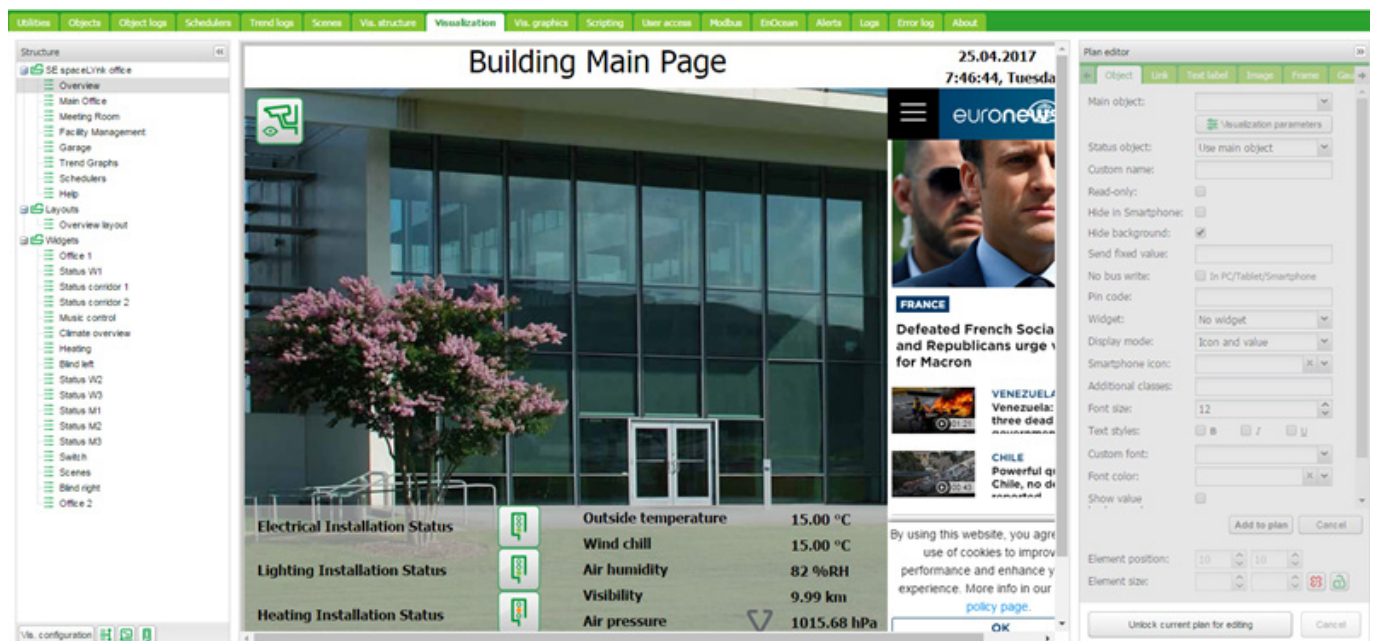 Utilities Objects Object logs Schedulers Trend logs Scenes Vis. structure Visualization Vis. graphics Scripting User access Modbus EnOcean Alerts Logs Error log About
Structure
SE spaceLYnk office
Overview
Main Office
Meeting Room
Facility Management
Garage
Trend Graphs
Schedulers
Help
Layouts
Overview layout
Widgets
Office 1
Status W1
Status corridor 1
Status corridor 2
Music control
Climate overview
Heating
Blind left
Status W2
Status W3
Status M1
Status M2
Status M3
Switch
Scenes
Blind right
Office 2
Vis. configuration
Building Main Page
25.04.2017
7:46:44, Tuesda
euronews
FRANCE
Defeated French Socia
and Republicans urge v
for Macron
01:21
VENEZUELA
Venezuela:
three dead
00:43
CHILE
Powerful qu
Chile, no de
reported
By using this website, you agre
use of cookies to improv
performance and enhance y
experience. More info in our
policy page.
OK
Electrical Installation Status
Lighting Installation Status
Heating Installation Status
Outside temperature 15.00 °C
Wind chill 15.00 °C
Air humidity 82 %RH
Visibility 9.99 km
Air pressure 1015.68 hPa
Plan editor
Object Link Text label Image Frame Gau
Main object:
Visualization parameters
Status object: Use main object
Custom name:
Read-only:
Hide in Smartphone:
Hide background:
Send fixed value:
No bus write: In PC/Tablet/Smartphone
Pin code:
Widget: No widget
Display mode: Icon and value
Smartphone icon:
Additional classes:
Font size: 12
Text styles: B I U
Custom font:
Font color:
Show value
Add to plan Cancel
Element position: 10 10
Element size:
Unlock current plan for editing Cancel